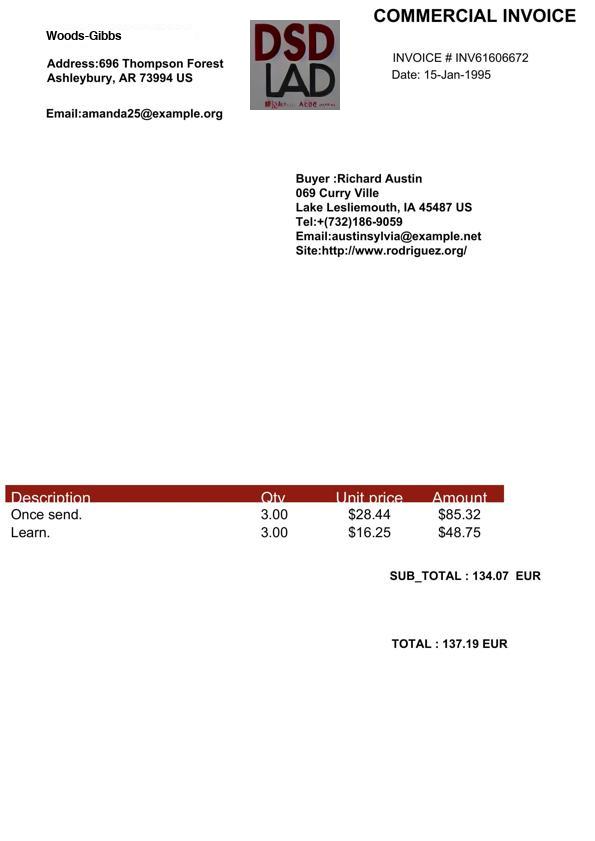 COMMERCIAL INVOICE
Woods-Gibbs
Address:696 Thompson Forest
Ashleybury, AR 73994 US
Email:amanda25@example.org
DSD
LAD
INVOICE # INV61606672
Date: 15-Jan-1995
Buyer :Richard Austin
069 Curry Ville
Lake Lesliemouth, IA 45487 US
Tel:+(732)186-9059
Email:austinsylvia@example.net
Site:http://www.rodriguez.org/
Description Qty Unit price Amount
Once send. 3.00 $28.44 $85.32
Learn. 3.00 $16.25 $48.75
SUB_TOTAL : 134.07 EUR
TOTAL : 137.19 EUR